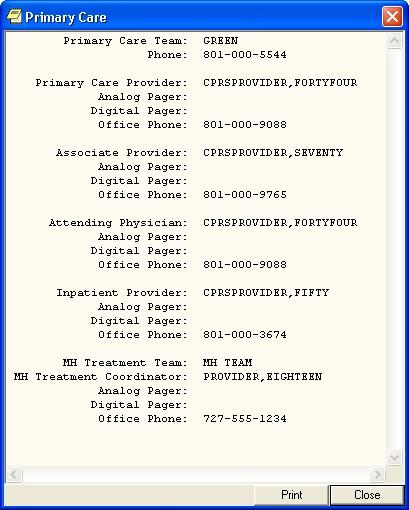 Primary Care
Primary Care Team: GREEN
Phone: 801-000-5544
Primary Care Provider: CPRSPROVIDER,FORTYFOUR
Analog Pager:
Digital Pager:
Office Phone: 801-000-9088
Associate Provider: CPRSPROVIDER,SEVENTY
Analog Pager:
Digital Pager:
Office Phone: 801-000-9765
Attending Physician: CPRSPROVIDER,FORTYFOUR
Analog Pager:
Digital Pager:
Office Phone: 801-000-9088
Inpatient Provider: CPRSPROVIDER,FIFTY
Analog Pager:
Digital Pager:
Office Phone: 801-000-3674
MH Treatment Team: MH TEAM
MH Treatment Coordinator: PROVIDER,EIGHTEEN
Analog Pager:
Digital Pager:
Office Phone: 727-555-1234
Print Close